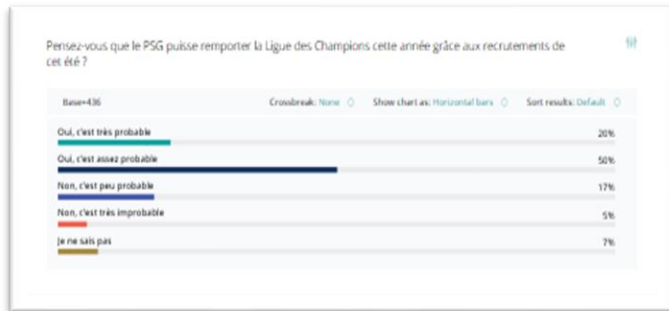 Pensez-vous que le PSG puisse remporter la Ligue des Champions cette année grâce aux recrutements de
cet été ?
Base=436 Crossbreak: None Show chart as: Horizontal bars Sort results: Default
Oui, c'est très probable 20%
Oui, c'est assez probable 50%
Non, c'est peu probable 17%
Non, c'est très improbable 5%
Je ne sais pas 7%